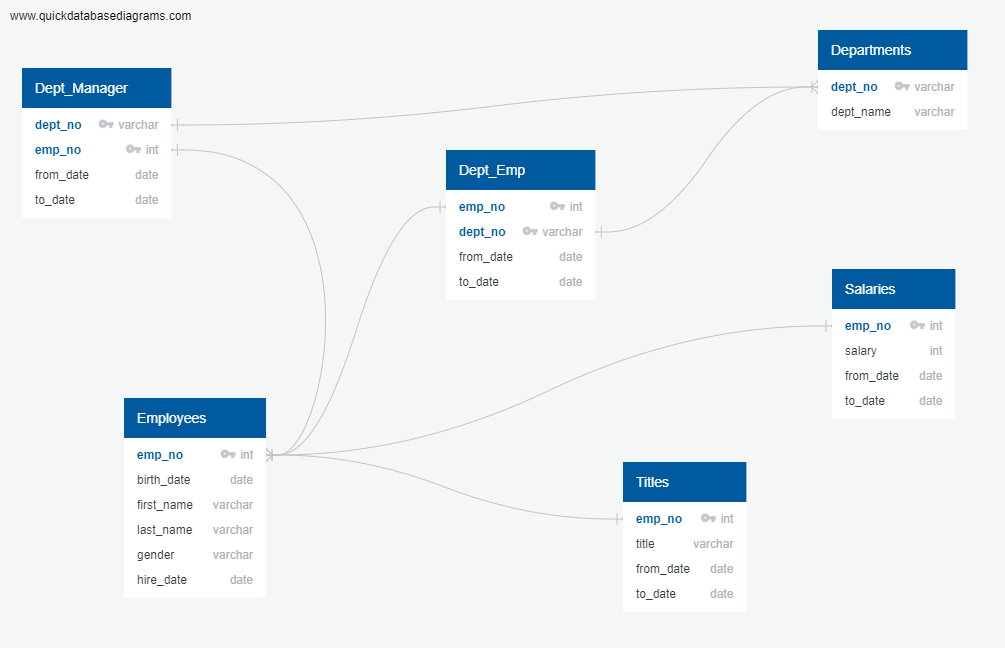 www.quickdatabasediagrams.com
Dept_Manager
dept_no varchar
emp_no int
from_date date
to_date date
Departments
dept_no varchar
dept_name varchar
Dept_Emp
emp_no int
dept_no varchar
from_date date
to_date date
Salaries
emp_no int
salary int
from_date date
to_date date
Employees
emp_no int
birth_date date
first_name varchar
last_name varchar
gender varchar
hire_date date
Titles
emp_no int
title varchar
from_date date
to_date date